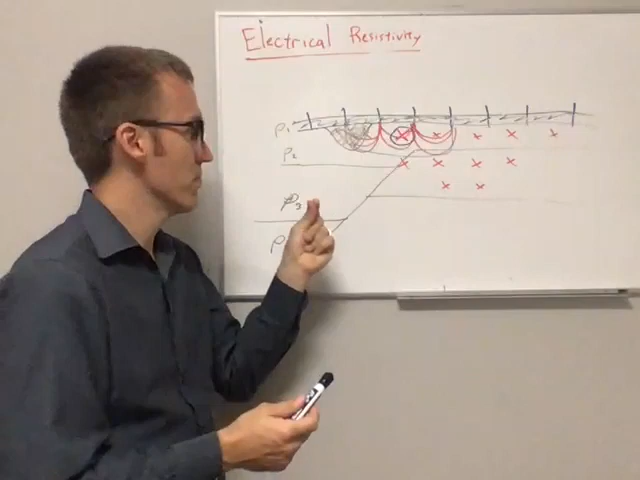 Electrical Resistivity
ρ₁
ρ₂
ρ₃
ρ